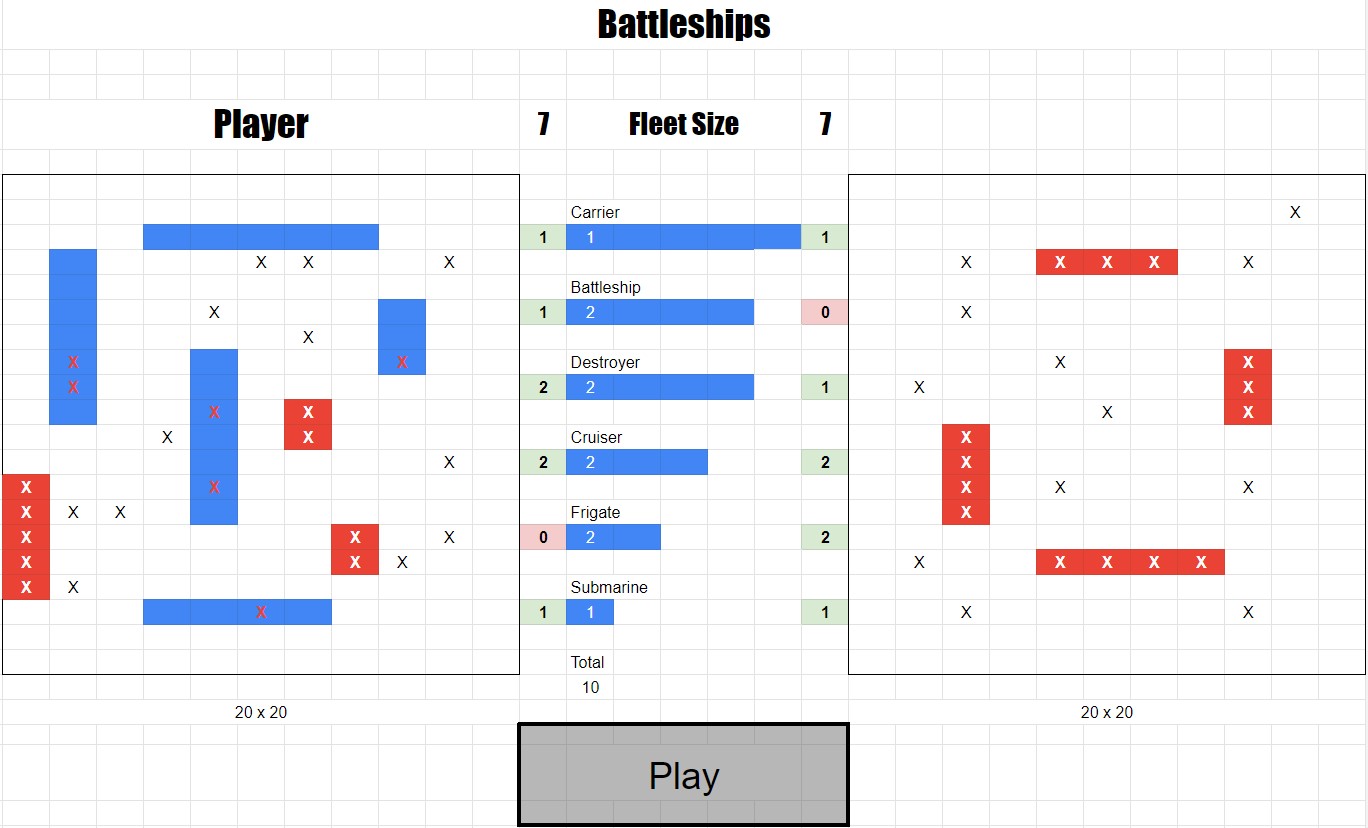 Battleships
Player 7 Fleet Size 7
Carrier X
1 1 1
X X X X X X X X
Battleship
X 1 2 0 X
X
X X Destroyer X X
X 2 2 1 X X
X X X X
X X Cruiser X
X 2 2 2 X
X X X X X
X X X Frigate X
X X X 0 2 2
X X X X X X X X
X X Submarine
X 1 1 1 X X
Total
10
20 x 20 20 x 20
Play